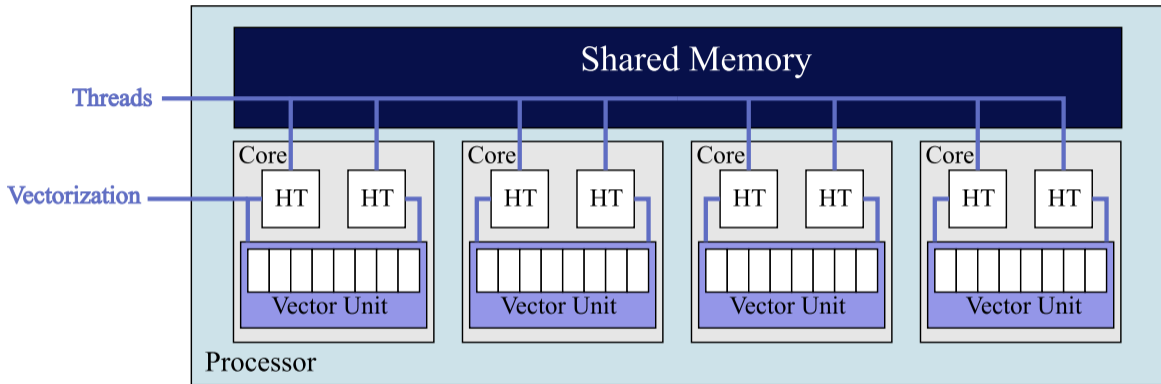 Shared Memory
Threads
Core Core Core Core
Vectorization
HT HT HT HT HT HT HT HT
Vector Unit Vector Unit Vector Unit Vector Unit
Processor